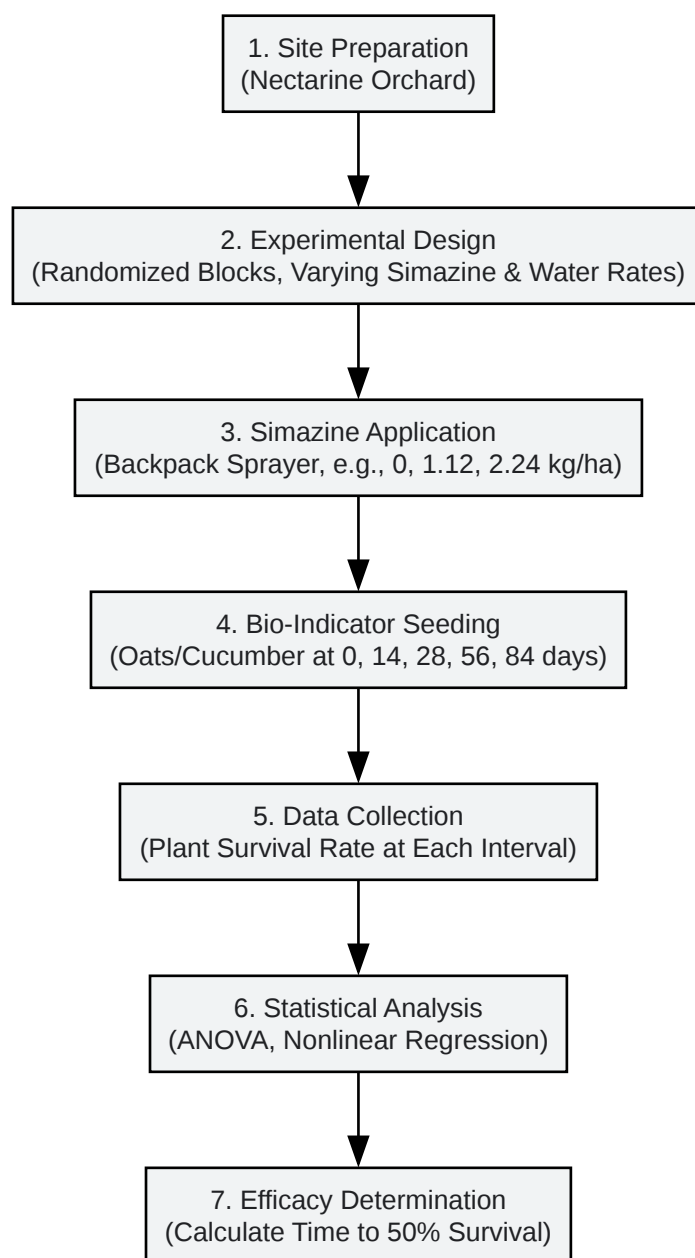 1. Site Preparation
(Nectarine Orchard)
2. Experimental Design
(Randomized Blocks, Varying Simazine & Water Rates)
3. Simazine Application
(Backpack Sprayer, e.g., 0, 1.12, 2.24 kg/ha)
4. Bio-Indicator Seeding
(Oats/Cucumber at 0, 14, 28, 56, 84 days)
5. Data Collection
(Plant Survival Rate at Each Interval)
6. Statistical Analysis
(ANOVA, Nonlinear Regression)
7. Efficacy Determination
(Calculate Time to 50% Survival)